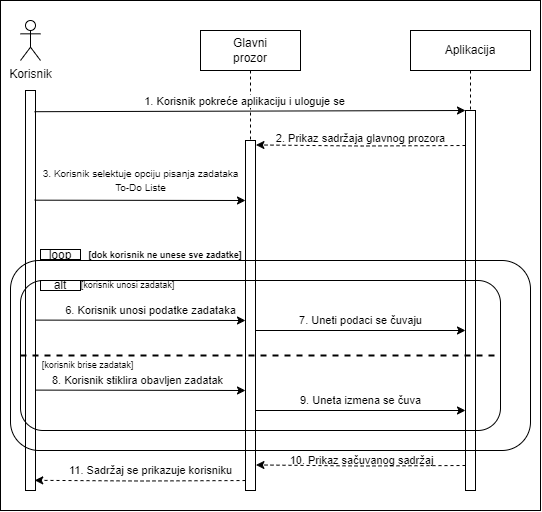 Korisnik
Glavni
prozor
Aplikacija
1. Korisnik pokreće aplikaciju i uloguje se
2. Prikaz sadržaja glavnog prozora
3. Korisnik selektuje opciju pisanja zadataka
To-Do Liste
loop
[dok korisnik ne unese sve zadatke]
alt
[korisnik unosi zadatak]
6. Korisnik unosi podatke zadataka
7. Uneti podaci se čuvaju
[korisnik brise zadatak]
8. Korisnik stiklira obavljen zadatak
9. Uneta izmena se čuva
10. Prikaz sačuvanog sadržaj
11. Sadržaj se prikazuje korisniku